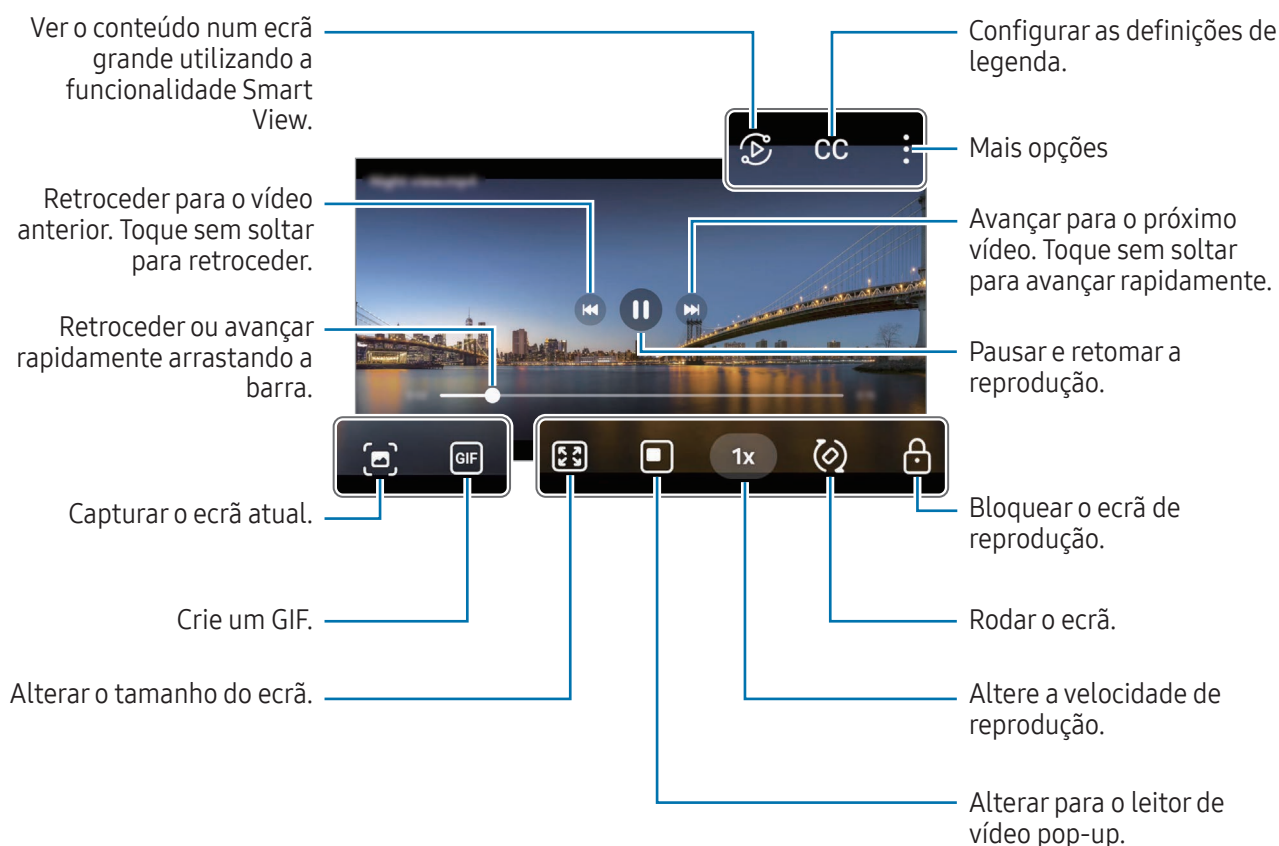 Ver o conteúdo num ecrã
grande utilizando a
funcionalidade Smart
View.
Configurar as definições de
legenda.
CC
Mais opções
Retroceder para o vídeo
anterior. Toque sem soltar
para retroceder.
Avançar para o próximo
vídeo. Toque sem soltar
para avançar rapidamente.
Retroceder ou avançar
rapidamente arrastando a
barra.
Pausar e retomar a
reprodução.
GIF
1x
Capturar o ecrã atual.
Bloquear o ecrã de
reprodução.
Crie um GIF.
Rodar o ecrã.
Alterar o tamanho do ecrã.
Altere a velocidade de
reprodução.
Alterar para o leitor de
vídeo pop-up.